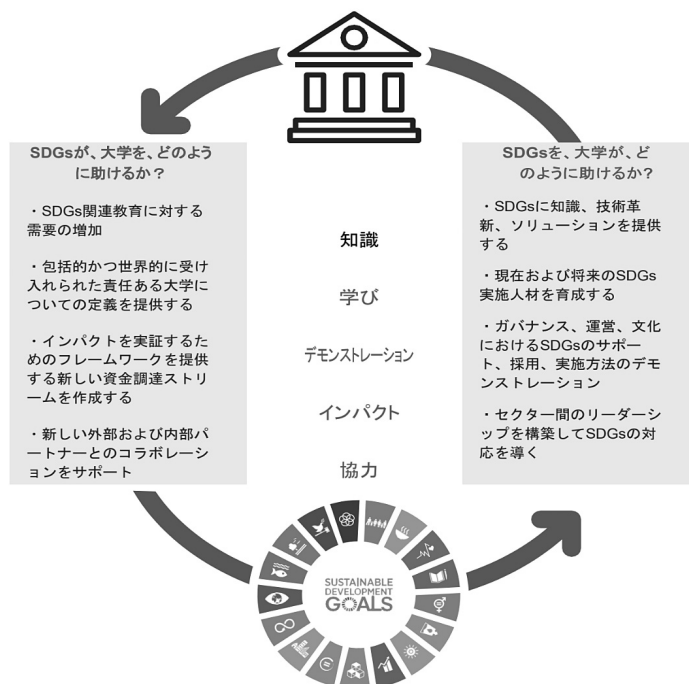 SDGsが、大学を、どのよう
に助けるか？
・SDGs関連教育に対する
需要の増加
・包括的かつ世界的に受け
入れられた責任ある大学に
ついての定義を提供する
・インパクトを実証するた
めのフレームワークを提供
する新しい資金調達ストリ
ームを作成する
・新しい外部および内部パ
ートナーとのコラボレーシ
ョンをサポート
知識
学び
デモンストレーション
インパクト
協力
SDGsを、大学が、ど
のように助けるか?
・SDGsに知識、技術革
新、ソリューションを提供
する
・現在および将来のSDGs
実施人材を育成する
・ガバナンス、運営、文化
におけるSDGsのサポー
ト、採用、実施方法のデモ
ンストレーション
・セクター間のリーダーシ
ップを構築してSDGsの対
応を導く
SUSTAINABLE
DEVELOPMENT
GOALS